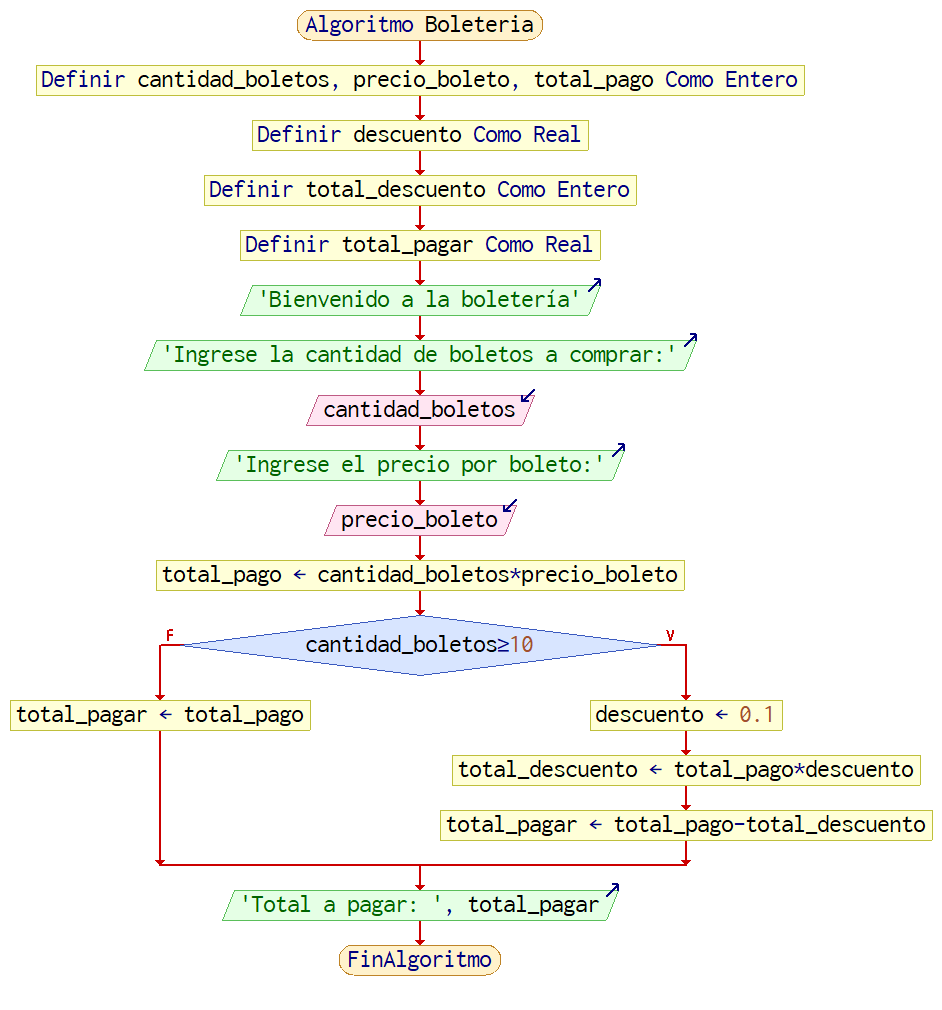 Algoritmo Boleteria
Definir cantidad_boletos, precio_boleto, total_pago Como Entero
Definir descuento Como Real
Definir total_descuento Como Entero
Definir total_pagar Como Real
'Bienvenido a la boletería'
'Ingrese la cantidad de boletos a comprar:'
cantidad_boletos
'Ingrese el precio por boleto:'
precio_boleto
total_pago ← cantidad_boletos*precio_boleto
F
cantidad_boletos≥10
V
total_pagar ← total_pago
descuento ← 0.1
total_descuento ← total_pago*descuento
total_pagar ← total_pago-total_descuento
'Total a pagar: ', total_pagar
FinAlgoritmo